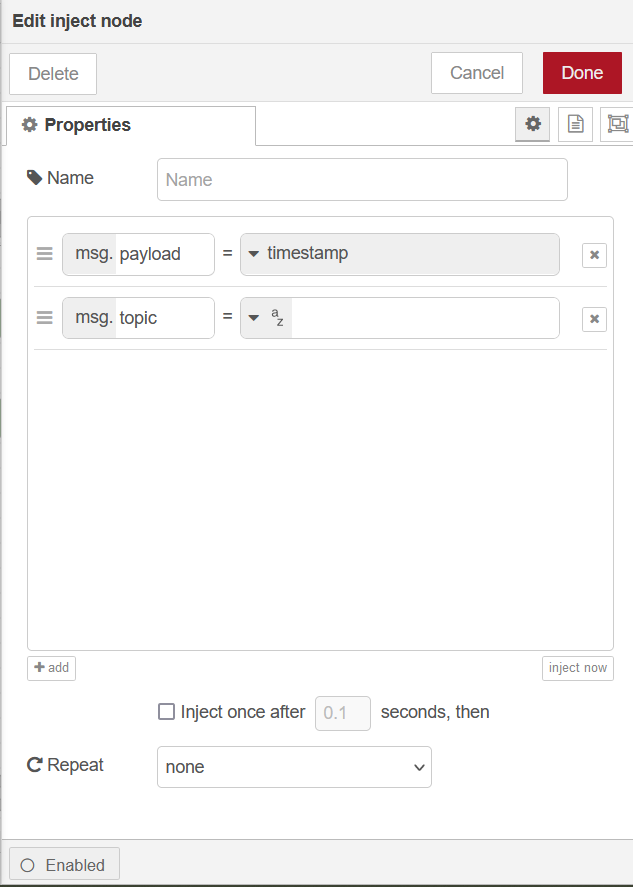 Edit inject node
Delete Cancel Done
Properties
Name Name
msg. payload = timestamp
msg. topic = az
add inject now
Inject once after 0.1 seconds, then
Repeat none
Enabled